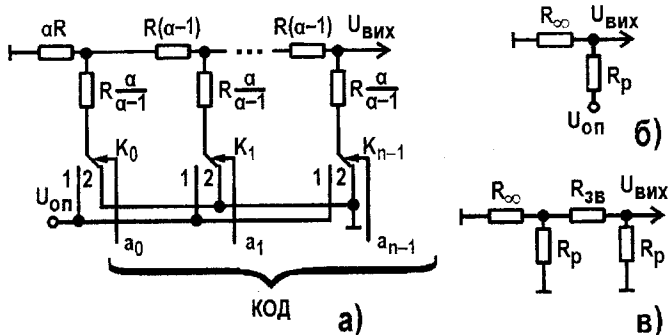 αR R(α−1) R(α−1) Uвих
R α/α−1 R α/α−1 R α/α−1
K₀ K₁ Kₙ₋₁
1 2 1 2 1 2
Uоп
a₀ a₁ aₙ₋₁
КОД
а)
R∞ Uвих
Rр
Uоп
б)
R∞ Rзв Uвих
Rр Rр
в)